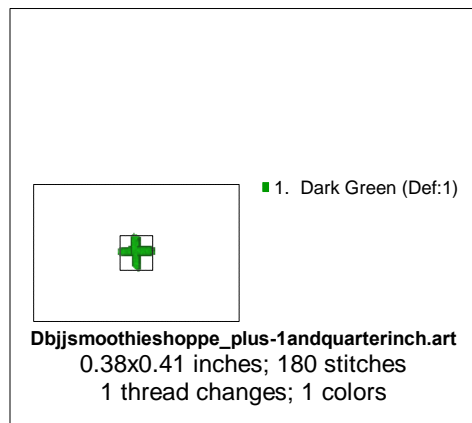 1. Dark Green (Def:1)
Dbjjsmoothieshoppe_plus-1andquarterinch.art
0.38x0.41 inches; 180 stitches
1 thread changes; 1 colors